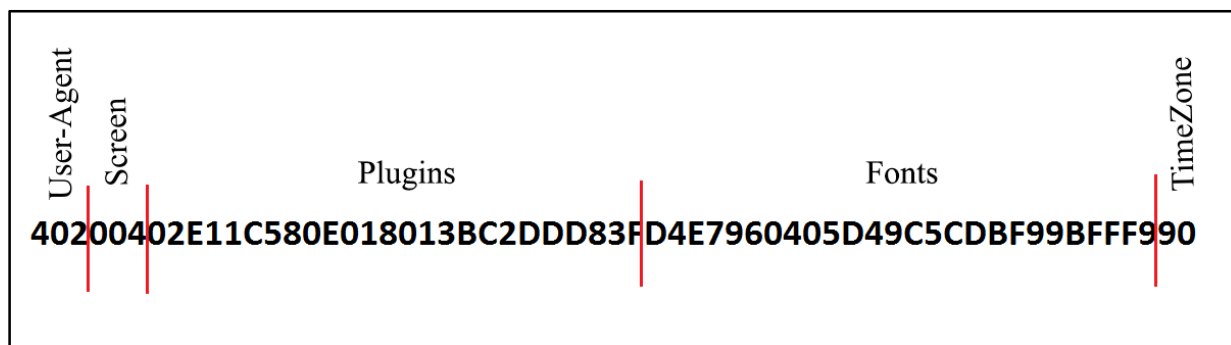 User-Agent
Screen
Plugins
Fonts
TimeZone
40200402E11C580E018013BC2DDD83FD4E7960405D49C5CDBF99BFFF990